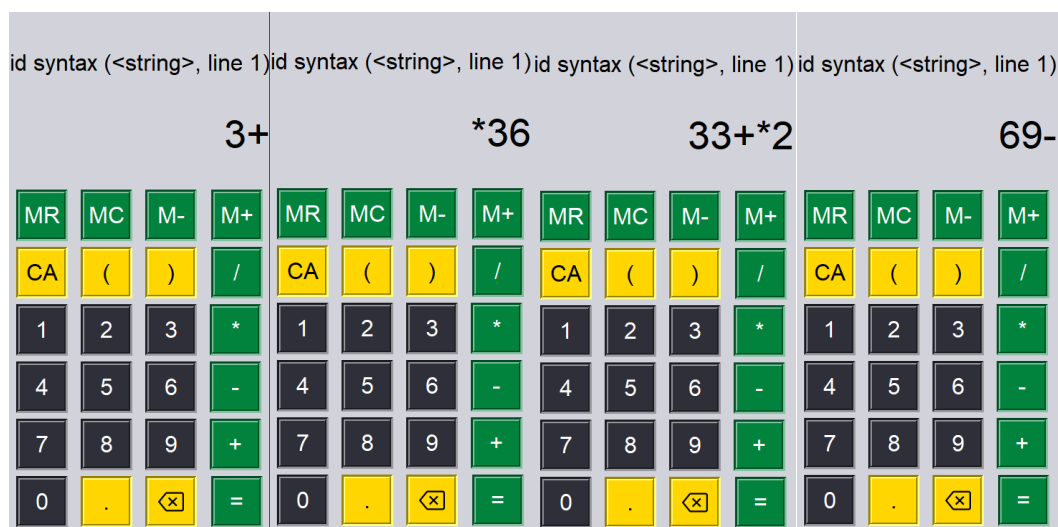 id syntax (<string>, line 1)
3+
MR MC M- M+
CA ( ) /
1 2 3 *
4 5 6 -
7 8 9 +
0 . =
id syntax (<string>, line 1)
*36
MR MC M- M+
CA ( ) /
1 2 3 *
4 5 6 -
7 8 9 +
0 . =
id syntax (<string>, line 1)
33+*2
MR MC M- M+
CA ( ) /
1 2 3 *
4 5 6 -
7 8 9 +
0 . =
id syntax (<string>, line 1)
69-
MR MC M- M+
CA ( ) /
1 2 3 *
4 5 6 -
7 8 9 +
0 . =